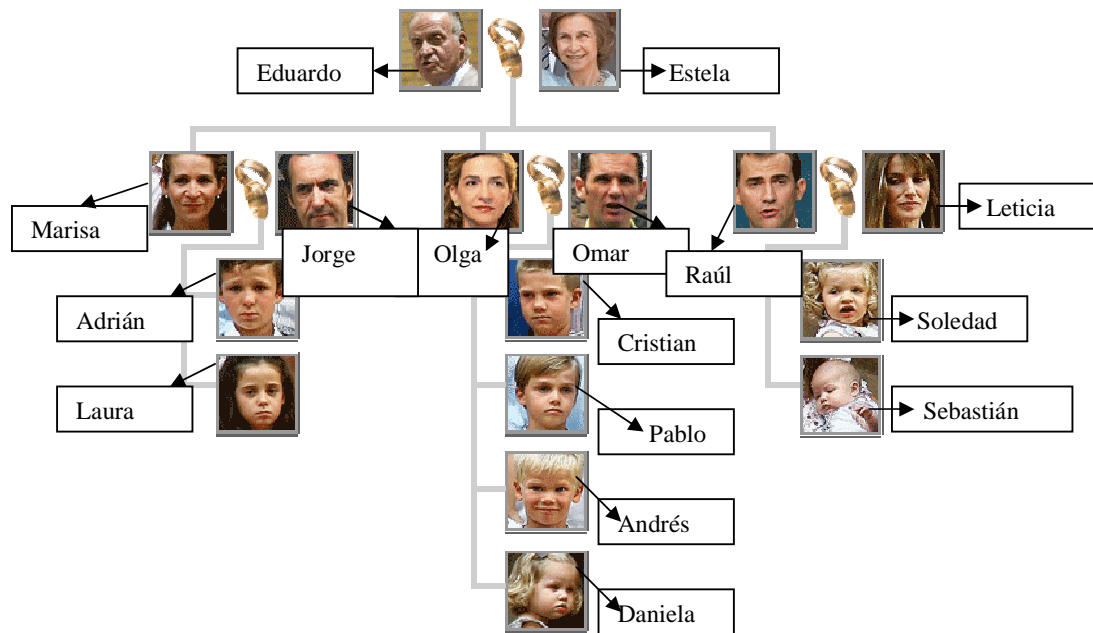 Eduardo
Estela
Marisa
Jorge
Olga
Omar
Raúl
Leticia
Adrián
Cristian
Soledad
Laura
Pablo
Sebastián
Andrés
Daniela